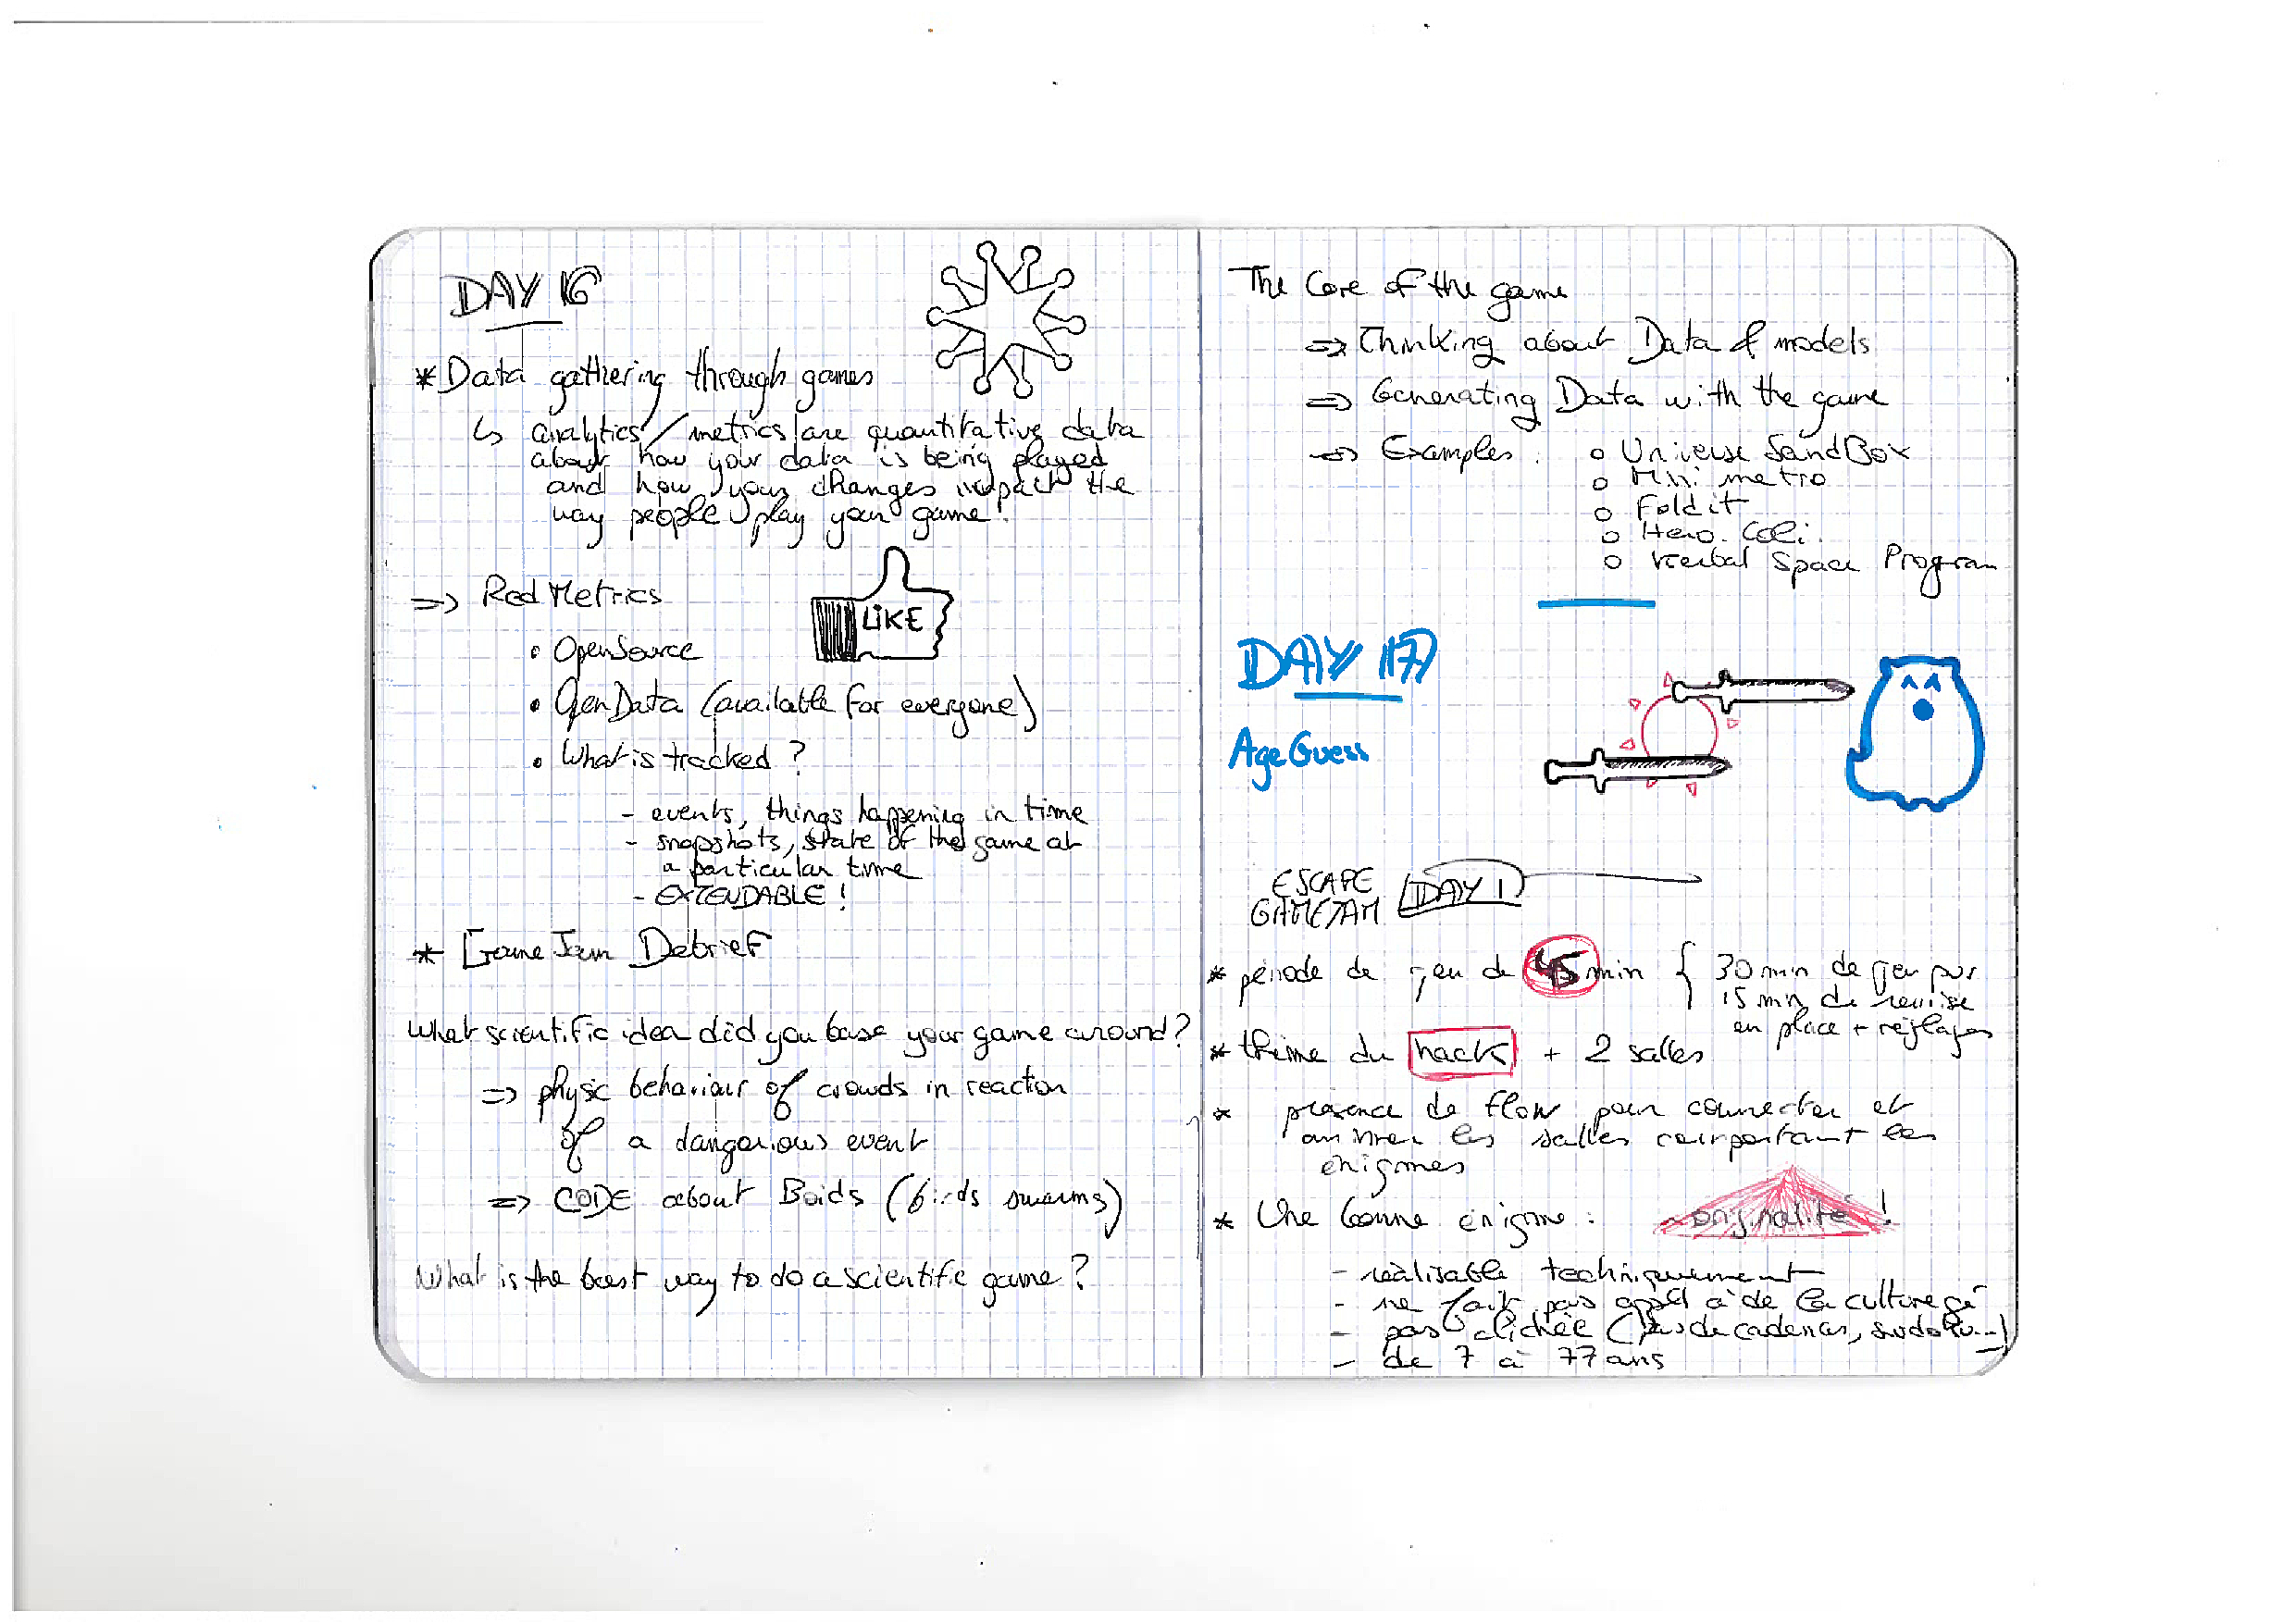 DAY 16
* Data gathering through games
↳ analytics / metrics are quantitative data
about how your data is being played
and how your changes impact the
way people play your game!
=> Red Metrics
LIKE
• OpenSource
• OpenData (available for everyone)
• What is tracked?
- events, things happening in time
- snapshots, state of the game at
a particular time
- EXTENDABLE!
* Game Jam Debrief
What scientific idea did you base your game around?
=> physic behaviour of crowds in reaction
of a dangerious event
=> CODE about Boids (birds swarms)
What is the best way to do a scientific game?
The Core of the game
=> Thinking about Data & models
=> Generating Data with the game
=> Examples :
o Universe SandBox
o Mini metro
o Foldit
o Hero. Coli.
o Kerbal Space Program
DAY 17
Age Guess
ESCAPE
GAMEJAM
DAY 1
* période de jeu de 45 min { 30 min de jeu pur
15 min de remise
en place + réglages
* thème du hack + 2 salles
* présence de flow pour connecter et
animer les salles comportant les
énigmes
* Une bonne énigme : originalité !
- réalisable techniquement
- ne fait pas appel à de la culture gé
- pas clichée (pas de cadenas, sudoku...)
- de 7 à 77 ans